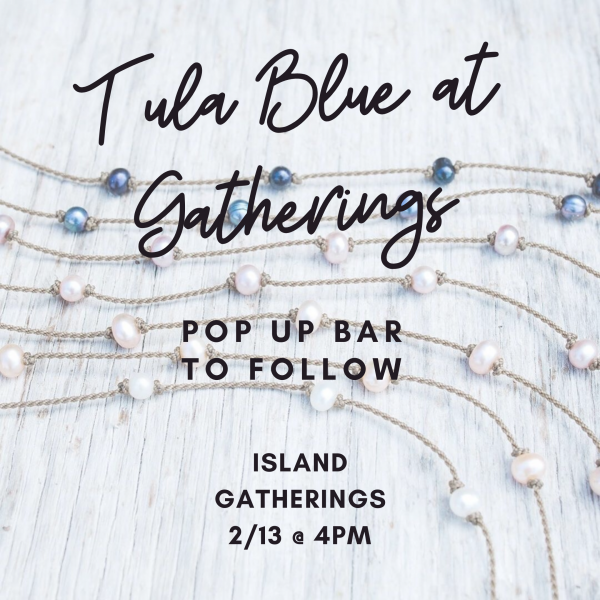 Tula Blue at
Gatherings
POP UP BAR
TO FOLLOW
ISLAND
GATHERINGS
2/13 @ 4PM